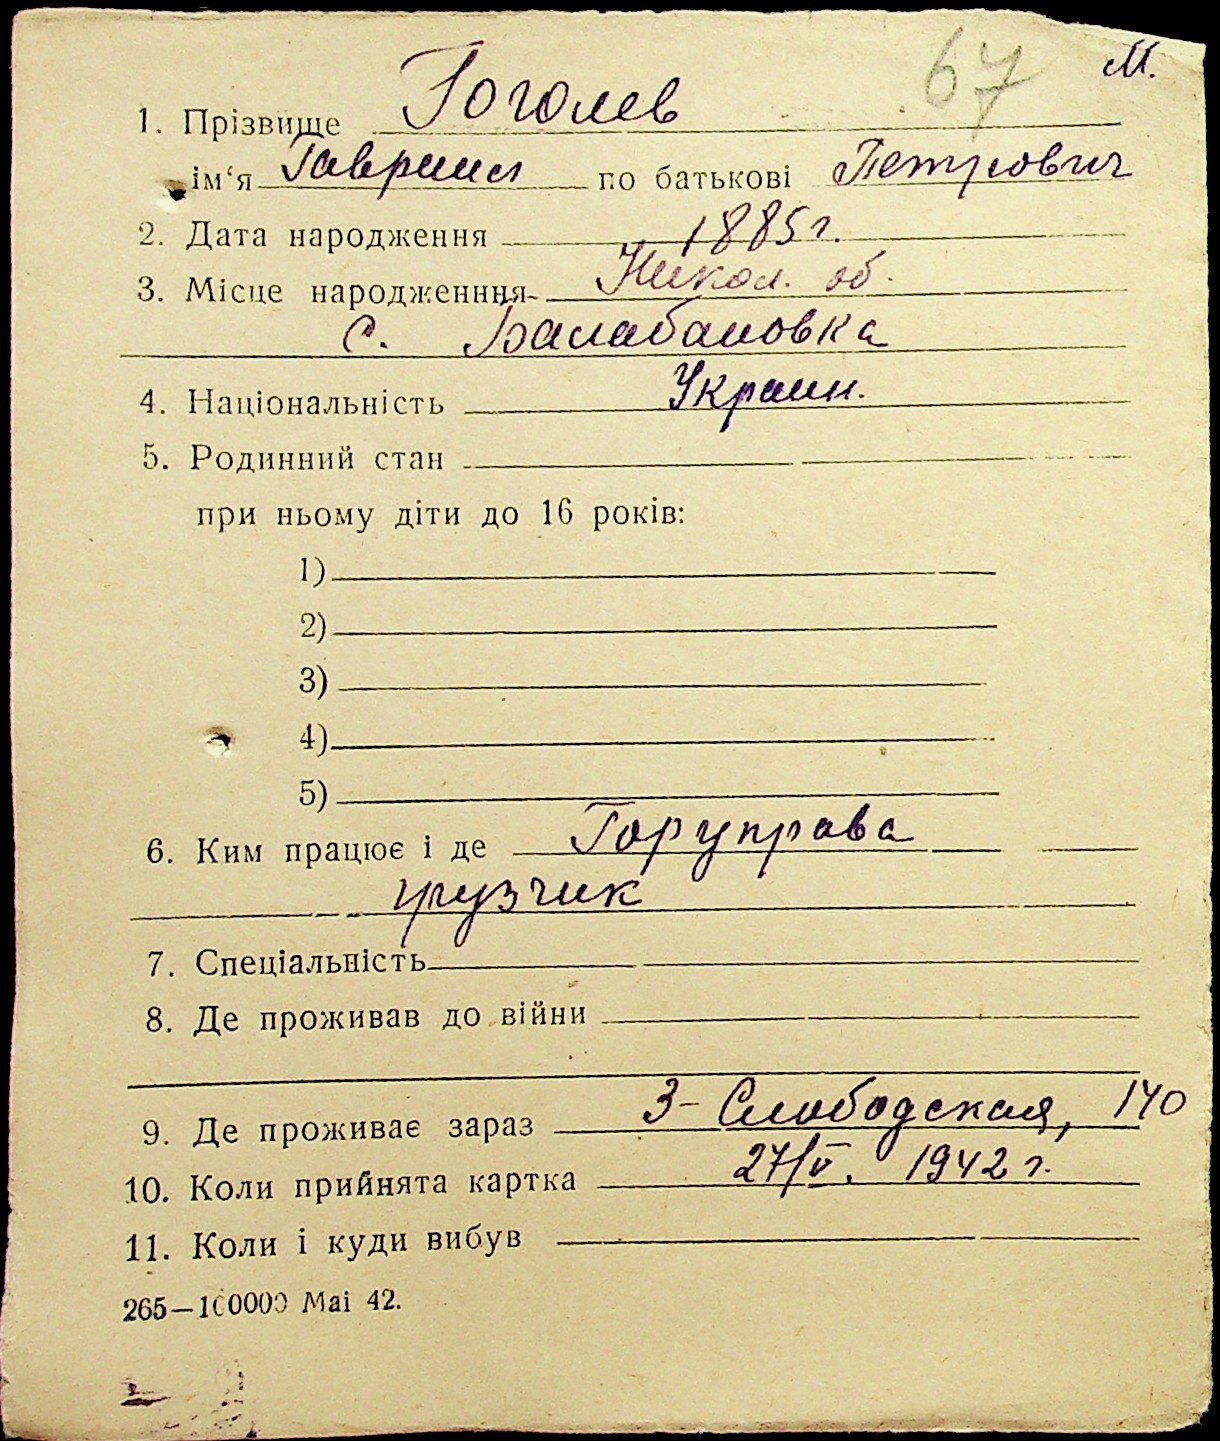 67 М.
1. Прізвище Гоголев
ім‘я Гавриил по батькові Петрович
2. Дата народження 1885 г.
3. Місце народженння Никол. об.
с. Балабановка
4. Національність Украин.
5. Родинний стан
при ньому діти до 16 років:
1)
2)
3)
4)
5)
6. Ким працює і де Горуправа
грузчик
7. Спеціальність
8. Де проживав до війни
9. Де проживає зараз 3-Слободская, 140
10. Коли прийнята картка 27/V. 1942 г.
11. Коли і куди вибув
265—100000 Mai 42.